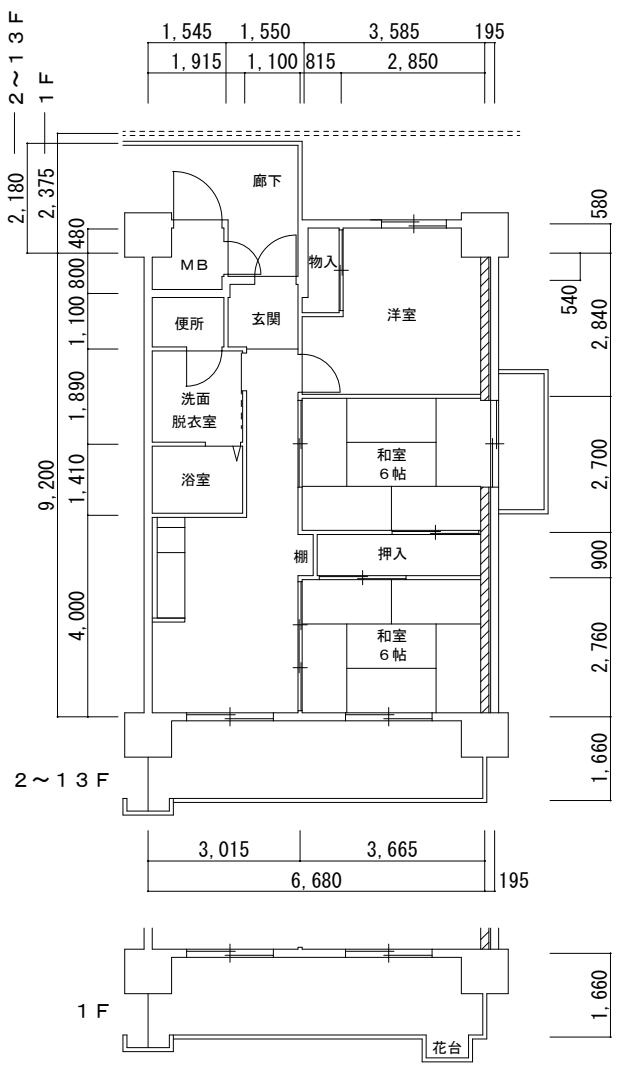 2～13F
1F
1,545 1,550 3,585 195
1,915 1,100 815 2,850
2,180
2,375
480
800
1,100
1,890
1,410
4,000
9,200
廊下
MB
物入
便所
玄関
洋室
洗面
脱衣室
浴室
和室
6帖
棚
押入
和室
6帖
580
540
2,840
2,700
900
2,760
1,660
2～13F
3,015 3,665
6,680 195
1F
花台
1,660